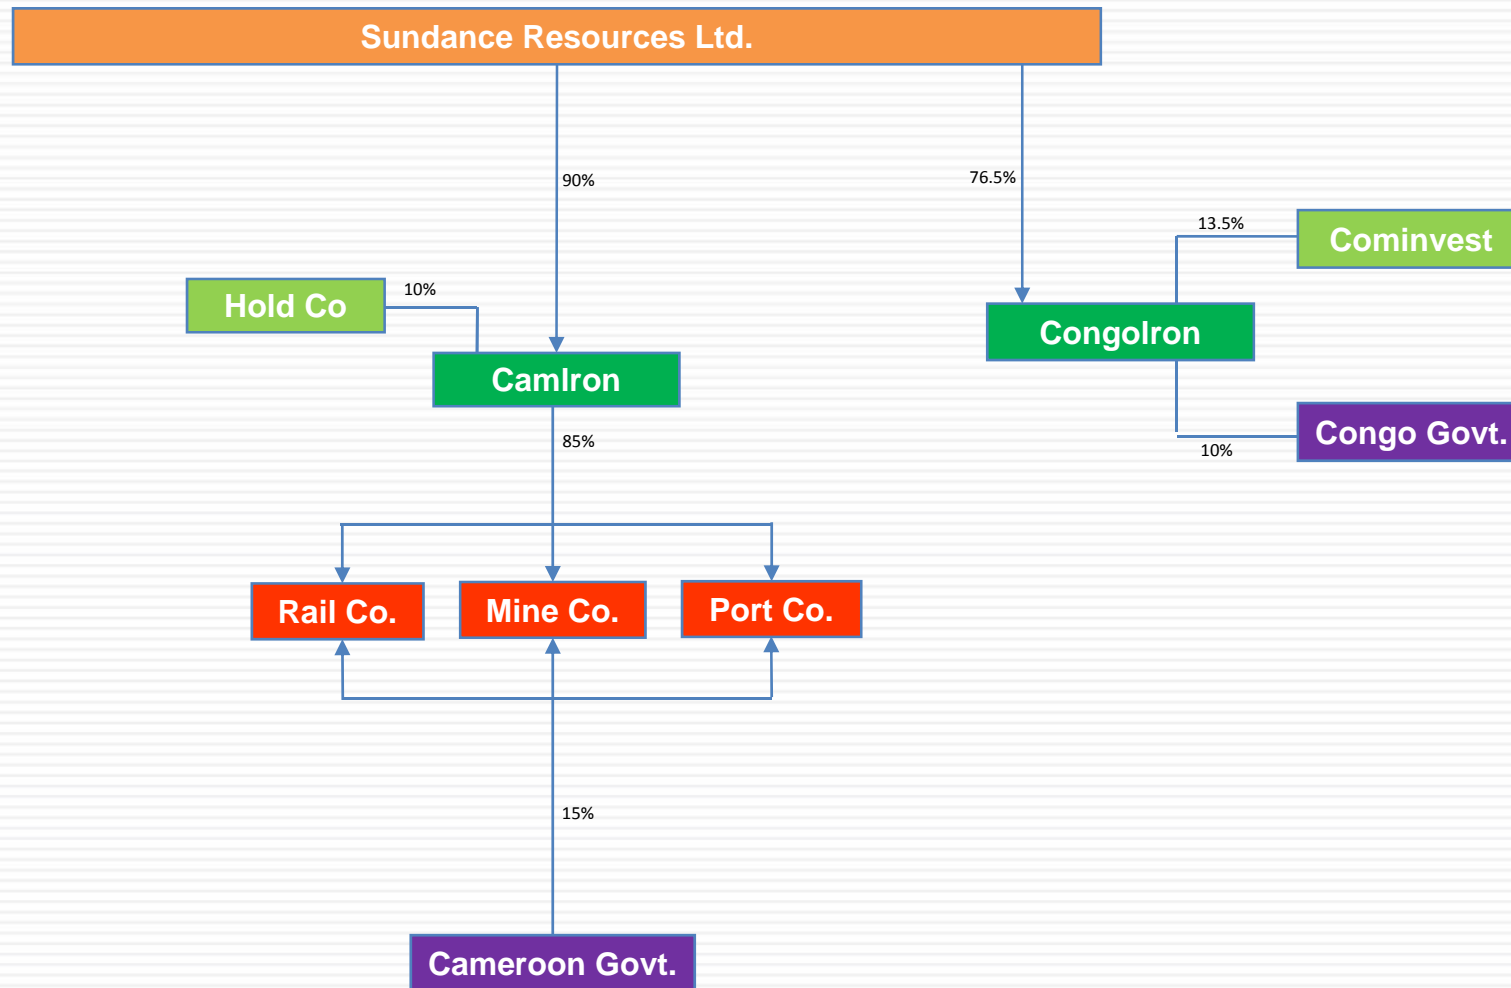 Sundance Resources Ltd.
90%
76.5%
13.5%
Cominvest
Hold Co
10%
CongoIron
CamIron
85%
Congo Govt.
10%
Rail Co.
Mine Co.
Port Co.
15%
Cameroon Govt.